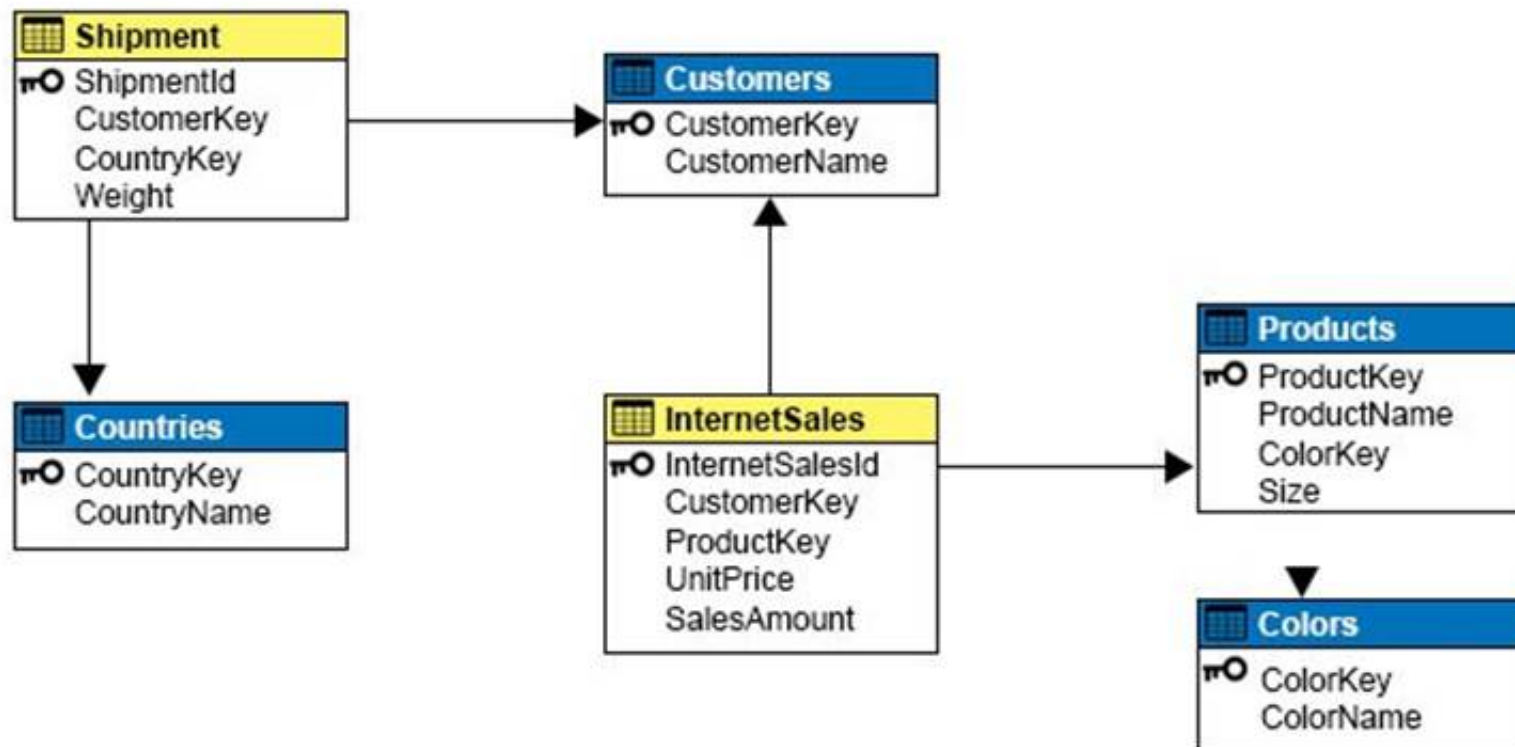 Shipment
ShipmentId
CustomerKey
CountryKey
Weight
Customers
CustomerKey
CustomerName
Countries
CountryKey
CountryName
InternetSales
InternetSalesId
CustomerKey
ProductKey
UnitPrice
SalesAmount
Products
ProductKey
ProductName
ColorKey
Size
Colors
ColorKey
ColorName